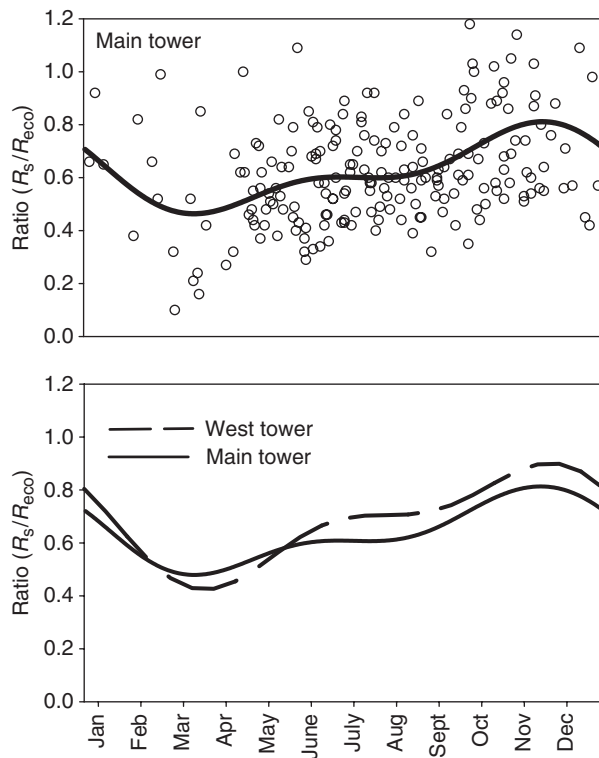 Main tower
1.2
1.0
0.8
0.6
0.4
0.2
0.0
Ratio (Rs/Reco)
1.2
1.0
0.8
0.6
0.4
0.2
0.0
Ratio (Rs/Reco)
West tower
Main tower
Jan
Feb
Mar
Apr
May
June
July
Aug
Sept
Oct
Nov
Dec